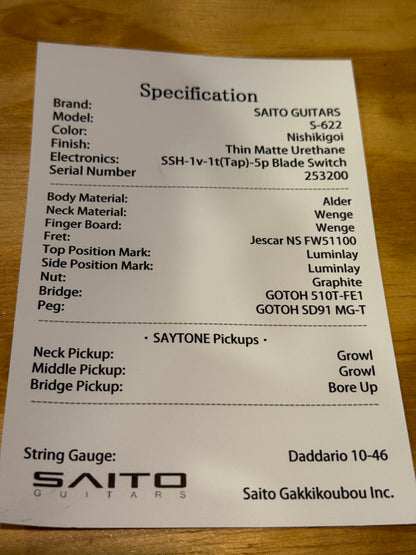 Specification
Brand: SAITO GUITARS
Model: S-622
Color: Nishikigoi
Finish: Thin Matte Urethane
Electronics: SSH-1v-1t(Tap)-5p Blade Switch
Serial Number 253200
Body Material: Alder
Neck Material: Wenge
Finger Board: Wenge
Fret: Jescar NS FW51100
Top Position Mark: Luminlay
Side Position Mark: Luminlay
Nut: Graphite
Bridge: GOTOH 510T-FE1
Peg: GOTOH SD91 MG-T
・SAYTONE Pickups・
Neck Pickup: Growl
Middle Pickup: Growl
Bridge Pickup: Bore Up
String Gauge: Daddario 10-46
SAITO
GUITARS
Saito Gakkikoubou Inc.